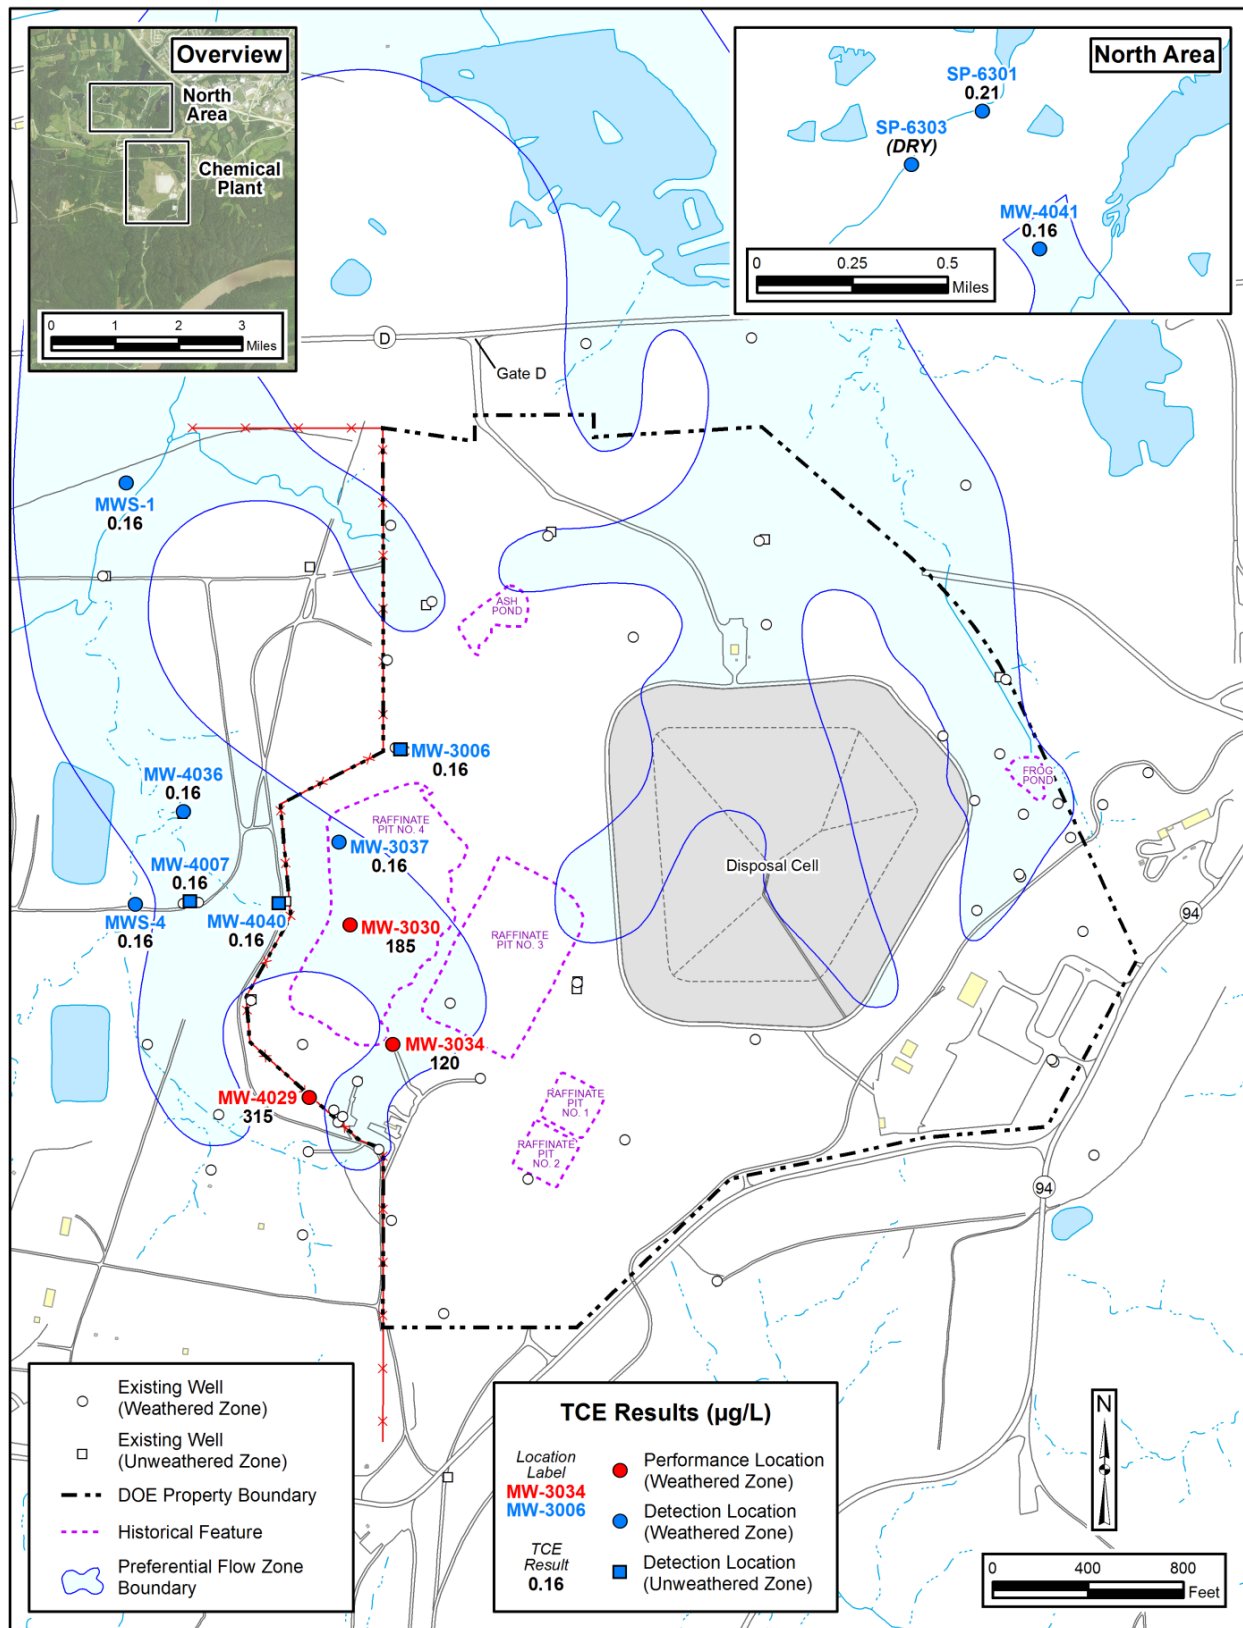 Overview
North
Area
Chemical
Plant
0 1 2 3
Miles
North Area
SP-6301
0.21
SP-6303
(DRY)
MW-4041
0.16
0 0.25 0.5
Miles
D
Gate D
MWS-1
0.16
ASH
POND
MW-3006
0.16
MW-4036
0.16
RAFFINATE
PIT NO. 4
MW-3037
0.16
FROG
POND
MW-4007
0.16
MWS-4
0.16
MW-4040
0.16
MW-3030
185
RAFFINATE
PIT NO. 3
Disposal Cell
94
MW-3034
120
MW-4029
315
RAFFINATE
PIT
NO. 1
RAFFINATE
PIT
NO. 2
94
Existing Well
(Weathered Zone)
Existing Well
(Unweathered Zone)
DOE Property Boundary
Historical Feature
Preferential Flow Zone
Boundary
TCE Results (µg/L)
Location
Label
MW-3034
MW-3006
TCE
Result
0.16
Performance Location
(Weathered Zone)
Detection Location
(Weathered Zone)
Detection Location
(Unweathered Zone)
N
0 400 800
Feet